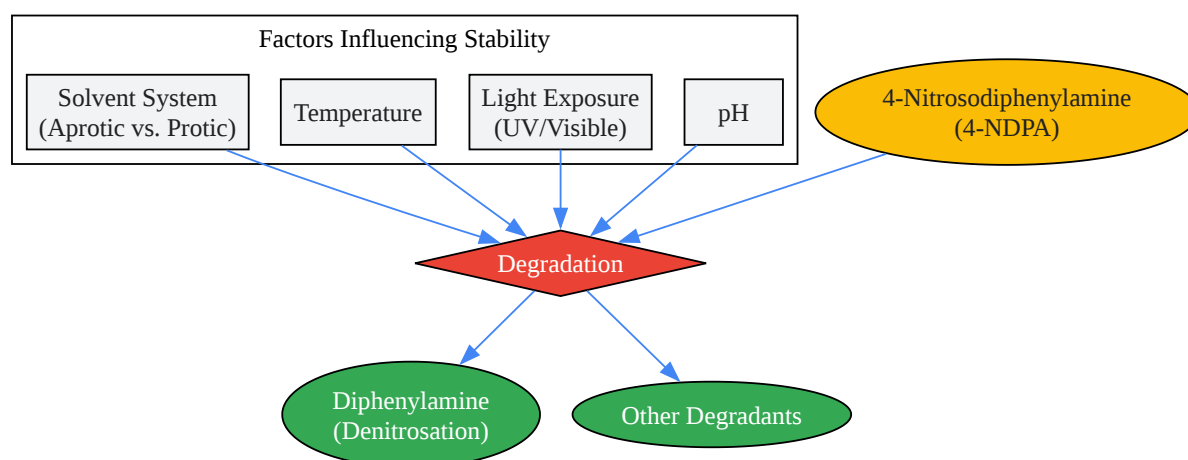 Factors Influencing Stability
Solvent System
(Aprotic vs. Protic)
Temperature
Light Exposure
(UV/Visible)
pH
4-Nitrosodiphenylamine
(4-NDPA)
Degradation
Diphenylamine
(Denitrosation)
Other Degradants